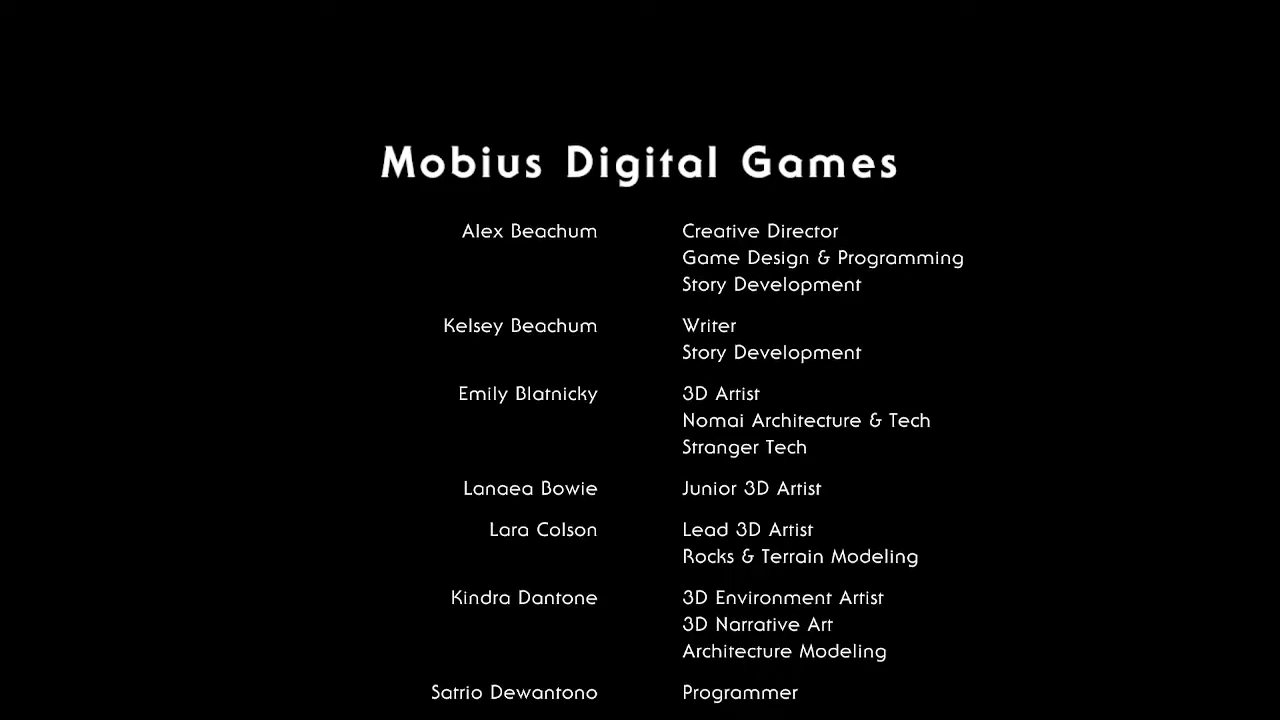 Mobius Digital Games
Alex Beachum Creative Director
Game Design & Programming
Story Development
Kelsey Beachum Writer
Story Development
Emily Blatnicky 3D Artist
Nomai Architecture & Tech
Stranger Tech
Lanaea Bowie Junior 3D Artist
Lara Colson Lead 3D Artist
Rocks & Terrain Modeling
Kindra Dantone 3D Environment Artist
3D Narrative Art
Architecture Modeling
Satrio Dewantono Programmer